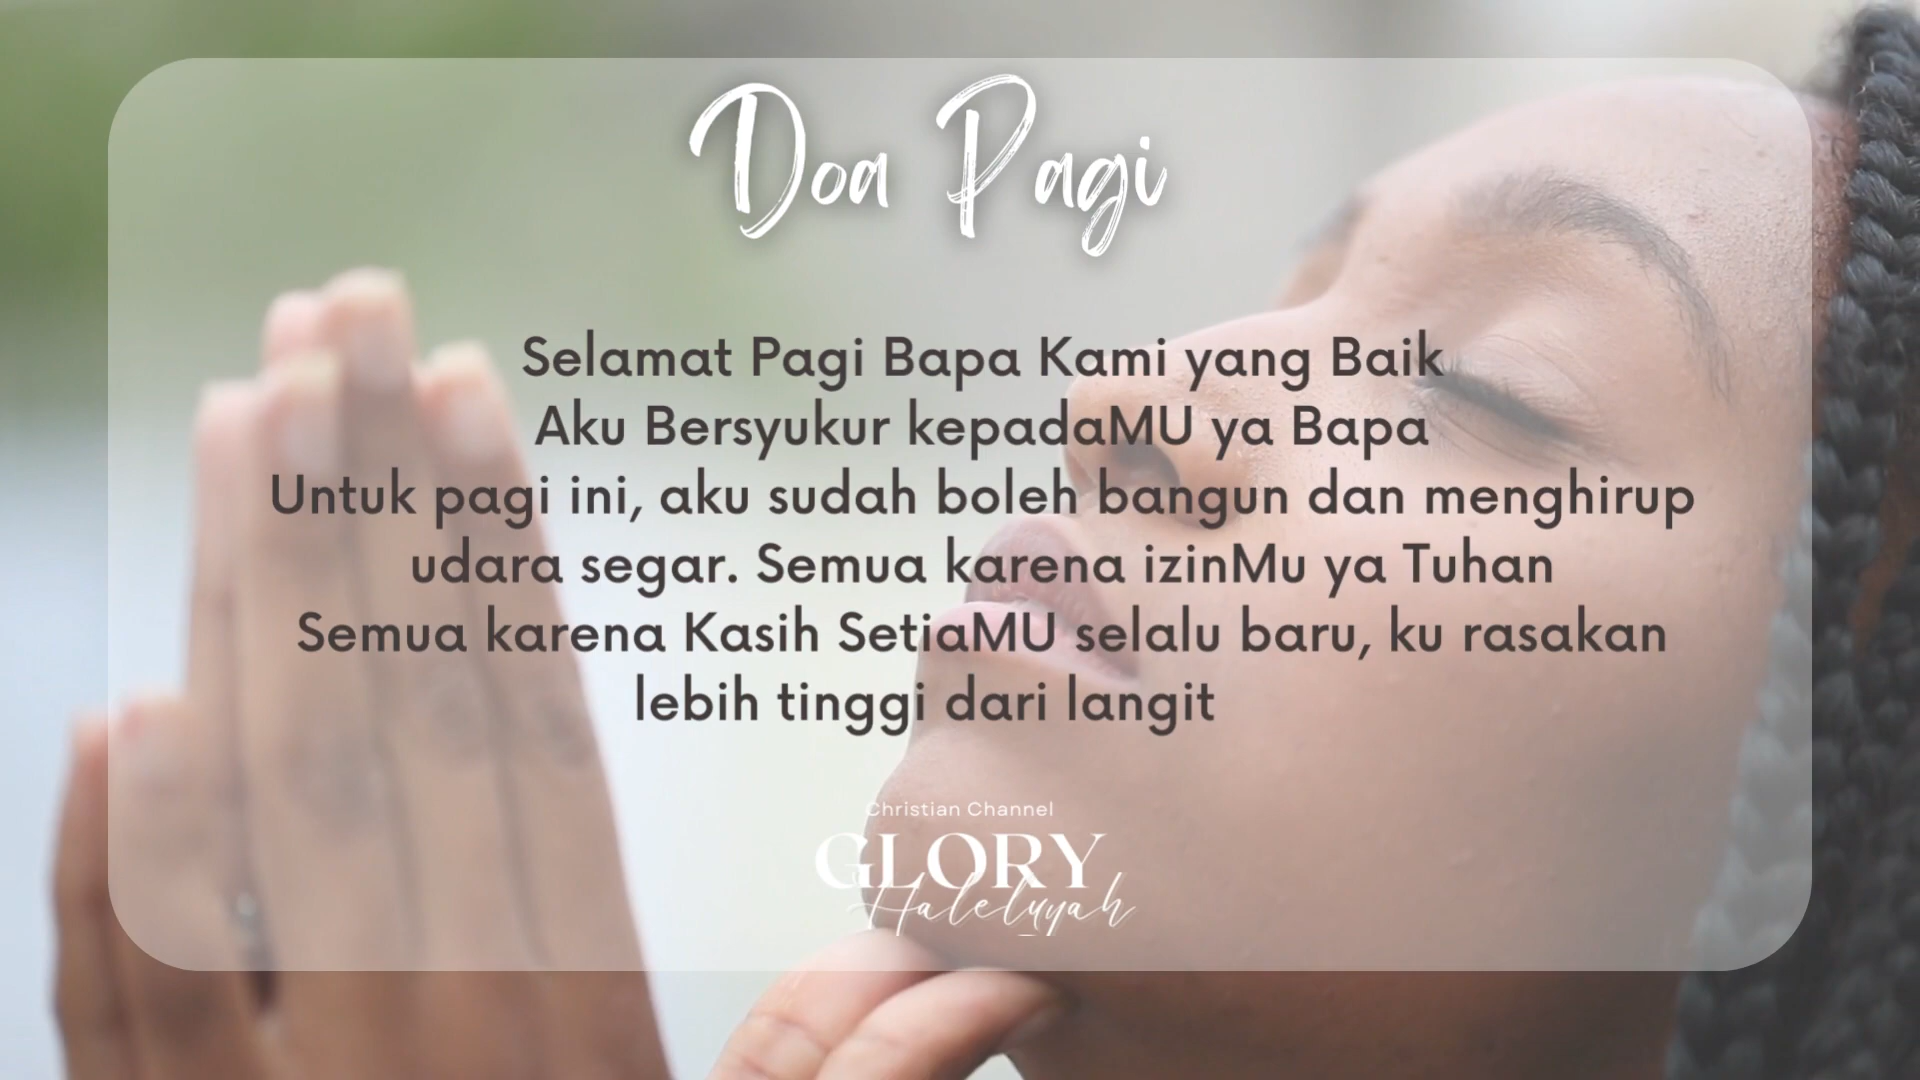 Doa Pagi
Selamat Pagi Bapa Kami yang Baik
Aku Bersyukur kepadaMU ya Bapa
Untuk pagi ini, aku sudah boleh bangun dan menghirup
udara segar. Semua karena izinMu ya Tuhan
Semua karena Kasih SetiaMU selalu baru, ku rasakan
lebih tinggi dari langit
Christian Channel
GLORY
Haleluyah